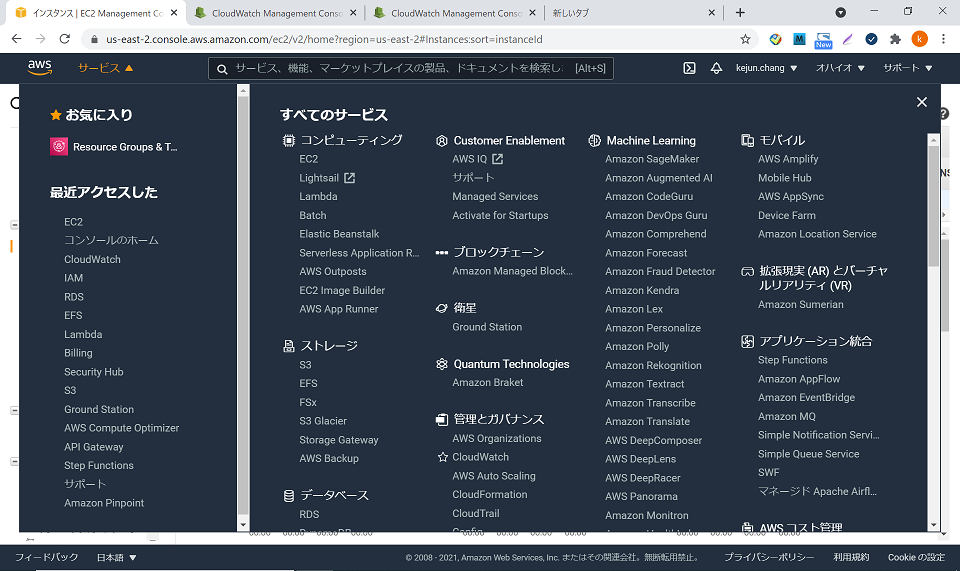 インスタンス | EC2 Management Conso
CloudWatch Management Conso
CloudWatch Management Conso
新しいタブ
us-east-2.console.aws.amazon.com/ec2/v2/home?region=us-east-2#Instances:sort=instanceId
New
k
aws
サービス
サービス、機能、マーケットプレイスの製品、ドキュメントを検索し
[Alt+S]
kejun.chang
オハイオ
サポート
お気に入り
Resource Groups & T...
最近アクセスした
EC2
コンソールのホーム
CloudWatch
IAM
RDS
EFS
Lambda
Billing
Security Hub
S3
Ground Station
AWS Compute Optimizer
API Gateway
Step Functions
サポート
Amazon Pinpoint
すべてのサービス
コンピューティング
EC2
Lightsail
Lambda
Batch
Elastic Beanstalk
Serverless Application R...
AWS Outposts
EC2 Image Builder
AWS App Runner
ストレージ
S3
EFS
FSx
S3 Glacier
Storage Gateway
AWS Backup
データベース
RDS
DynamoDB
Customer Enablement
AWS IQ
サポート
Managed Services
Activate for Startups
ブロックチェーン
Amazon Managed Block...
衛星
Ground Station
Quantum Technologies
Amazon Braket
管理とガバナンス
AWS Organizations
CloudWatch
AWS Auto Scaling
CloudFormation
CloudTrail
Config
Machine Learning
Amazon SageMaker
Amazon Augmented AI
Amazon CodeGuru
Amazon DevOps Guru
Amazon Comprehend
Amazon Forecast
Amazon Fraud Detector
Amazon Kendra
Amazon Lex
Amazon Personalize
Amazon Polly
Amazon Rekognition
Amazon Textract
Amazon Transcribe
Amazon Translate
AWS DeepComposer
AWS DeepLens
AWS DeepRacer
AWS Panorama
Amazon Monitron
モバイル
AWS Amplify
Mobile Hub
AWS AppSync
Device Farm
Amazon Location Service
拡張現実 (AR) とバーチャ
ルリアリティ (VR)
Amazon Sumerian
アプリケーション統合
Step Functions
Amazon AppFlow
Amazon EventBridge
Amazon MQ
Simple Notification Servi...
Simple Queue Service
SWF
マネージド Apache Airfl...
AWS コスト管理
フィードバック
日本語
© 2008 - 2021, Amazon Web Services, Inc. またはその関連会社。無断転用禁止。
プライバシーポリシー
利用規約
Cookie の設定